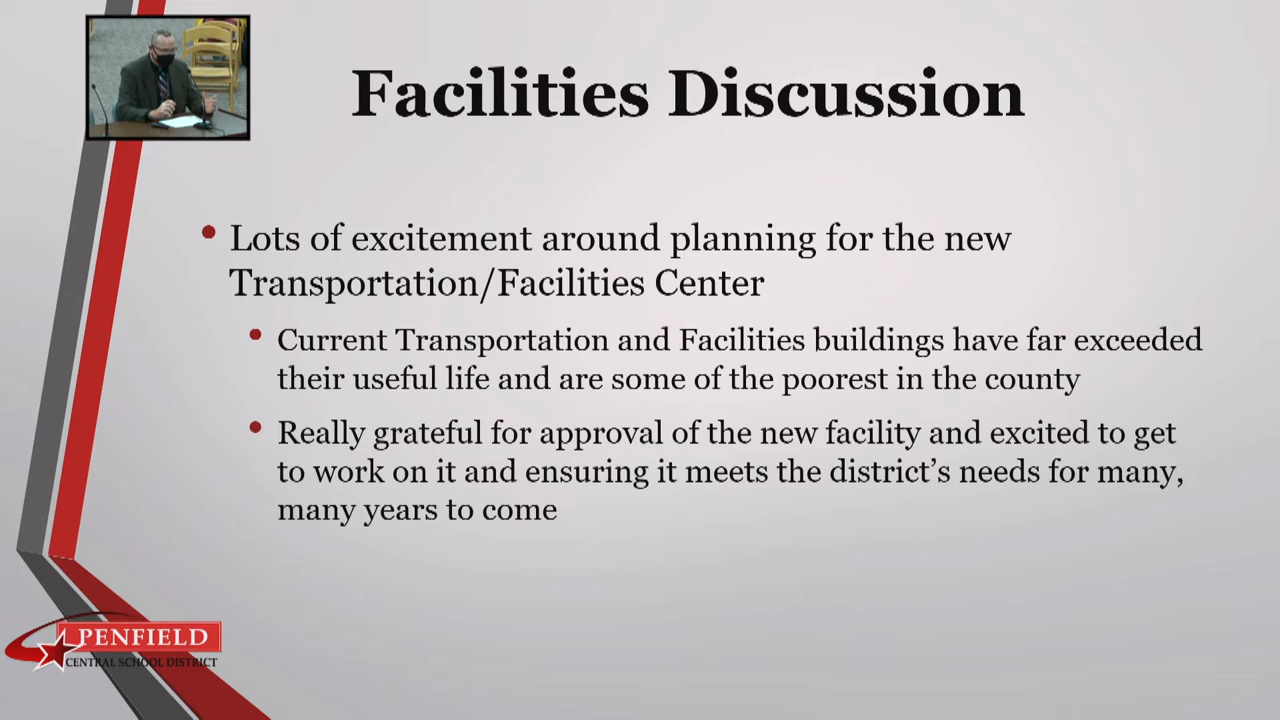 Facilities Discussion
• Lots of excitement around planning for the new
Transportation/Facilities Center
• Current Transportation and Facilities buildings have far exceeded
their useful life and are some of the poorest in the county
• Really grateful for approval of the new facility and excited to get
to work on it and ensuring it meets the district’s needs for many,
many years to come
PENFIELD
CENTRAL SCHOOL DISTRICT